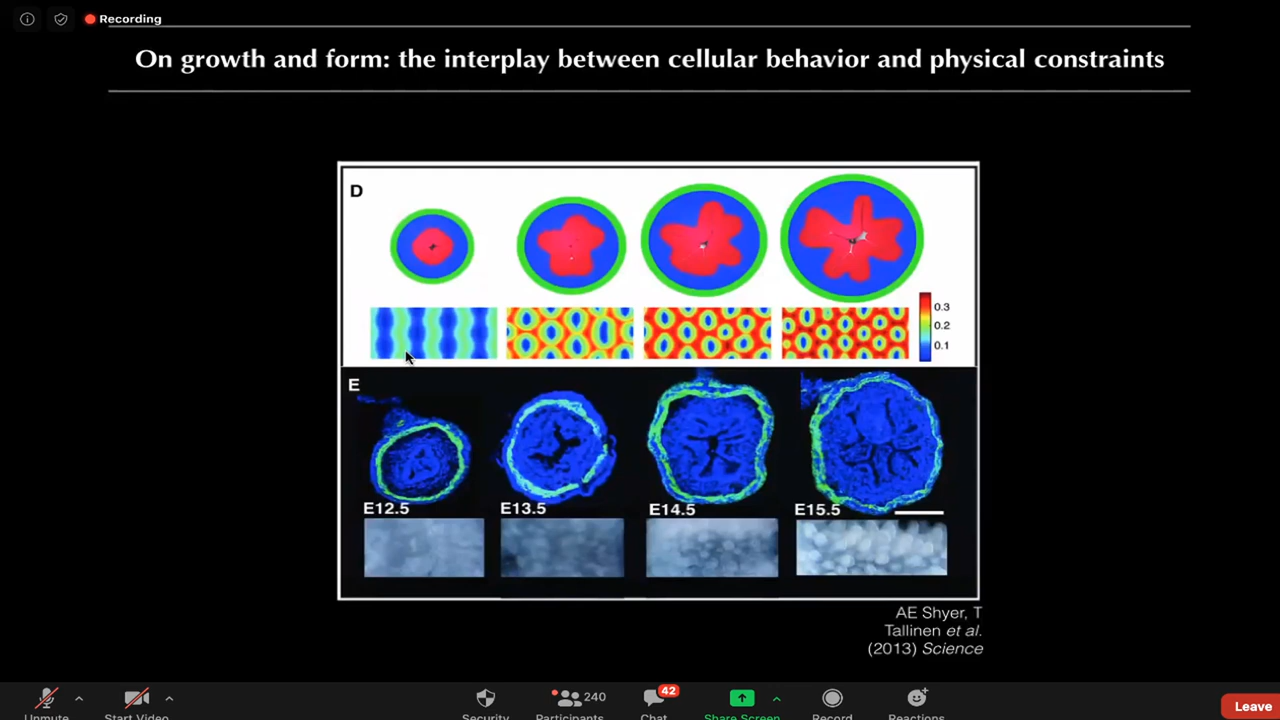 Recording
On growth and form: the interplay between cellular behavior and physical constraints
D
0.3
0.2
0.1
E
E12.5
E13.5
E14.5
E15.5
AE Shyer, T
Tallinen et al.
(2013) Science
Unmute
Start Video
Security
240
Participants
42
Chat
Share Screen
Record
Reactions
Leave